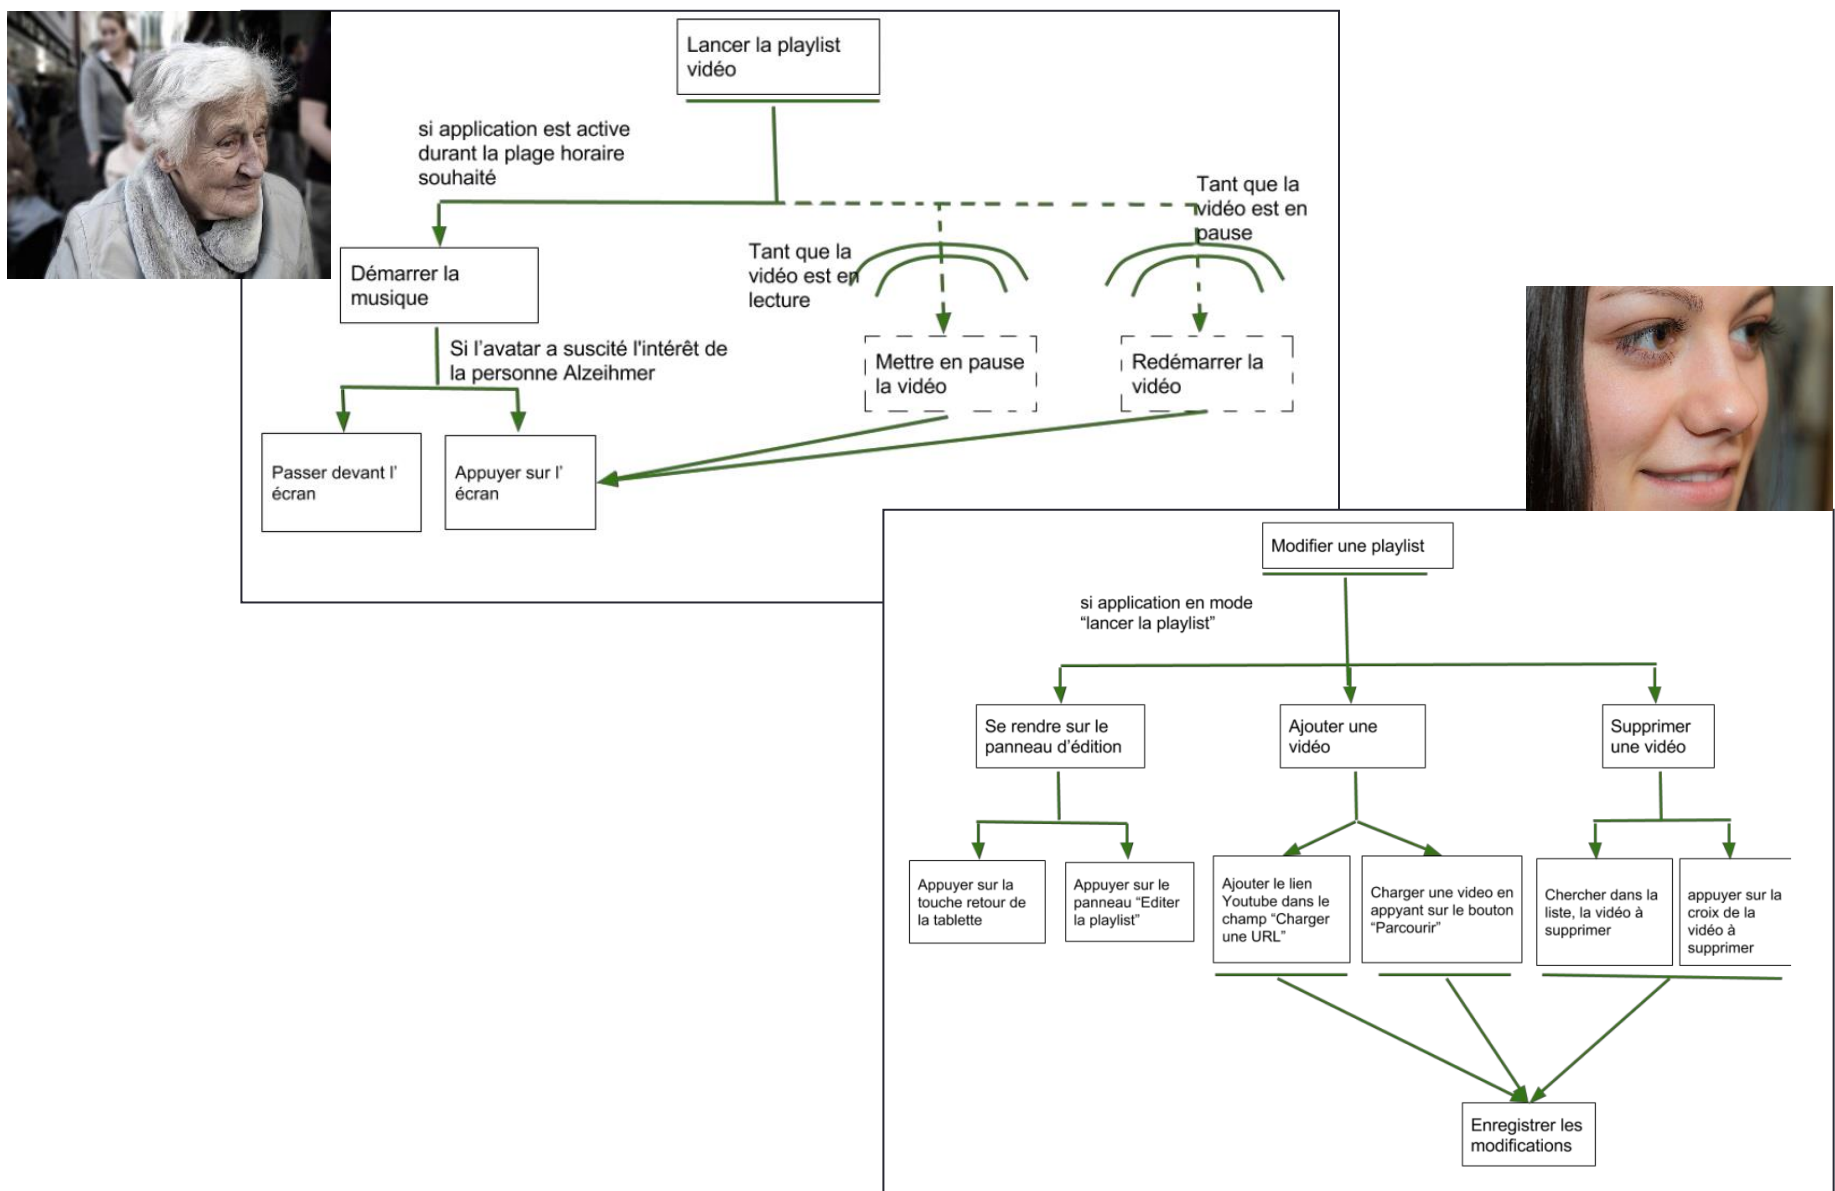 Lancer la playlist
vidéo
si application est active
durant la plage horaire
souhaité
Tant que la
vidéo est en
pause
Tant que la
vidéo est en
lecture
Démarrer la
musique
Si l’avatar a suscité l'intérêt de
la personne Alzeihmer
Mettre en pause
la vidéo
Redémarrer la
vidéo
Passer devant l’
écran
Appuyer sur l’
écran
Modifier une playlist
si application en mode
“lancer la playlist”
Se rendre sur le
panneau d’édition
Ajouter une
vidéo
Supprimer
une vidéo
Appuyer sur la
touche retour de
la tablette
Appuyer sur le
panneau “Editer
la playlist”
Ajouter le lien
Youtube dans le
champ “Charger
une URL”
Charger une video en
appyant sur le bouton
“Parcourir”
Chercher dans la
liste, la vidéo à
supprimer
appuyer sur la
croix de la
vidéo à
supprimer
Enregistrer les
modifications